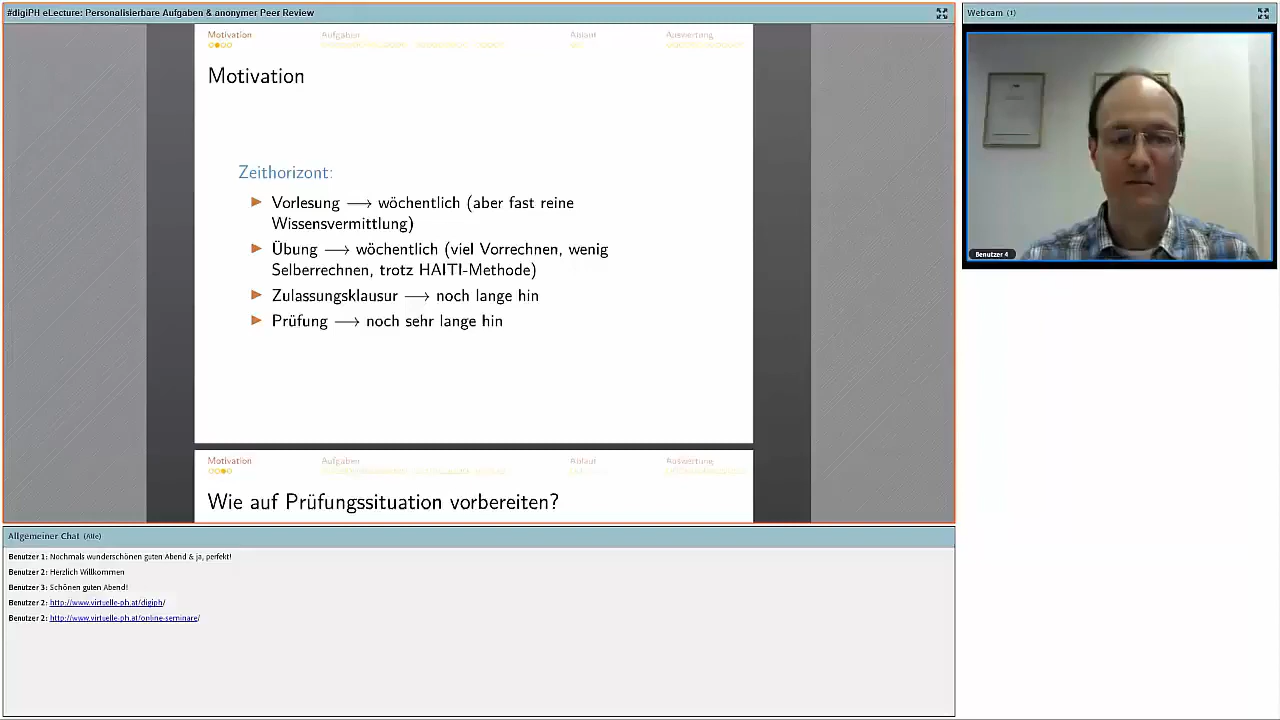 #digiPH eLecture: Personalisierbare Aufgaben & anonymer Peer Review
Motivation Aufgaben Ablauf Auswertung
Motivation
Zeithorizont:
Vorlesung ⟶ wöchentlich (aber fast reine
Wissensvermittlung)
Übung ⟶ wöchentlich (viel Vorrechnen, wenig
Selberrechnen, trotz HAITI-Methode)
Zulassungsklausur ⟶ noch lange hin
Prüfung ⟶ noch sehr lange hin
Motivation Aufgaben Ablauf Auswertung
Wie auf Prüfungssituation vorbereiten?
Allgemeiner Chat (Alle)
Benutzer 1: Nochmals wunderschönen guten Abend & ja, perfekt!
Benutzer 2: Herzlich Willkommen
Benutzer 3: Schönen guten Abend!
Benutzer 2: http://www.virtuelle-ph.at/digiph/
Benutzer 2: http://www.virtuelle-ph.at/online-seminare/
Webcam (1)
Benutzer 4